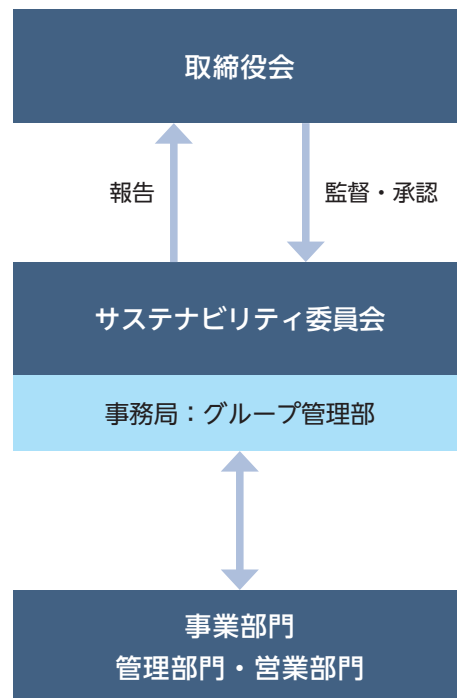 取締役会
報告
監督・承認
サステナビリティ委員会
事務局：グループ管理部
事業部門
管理部門・営業部門